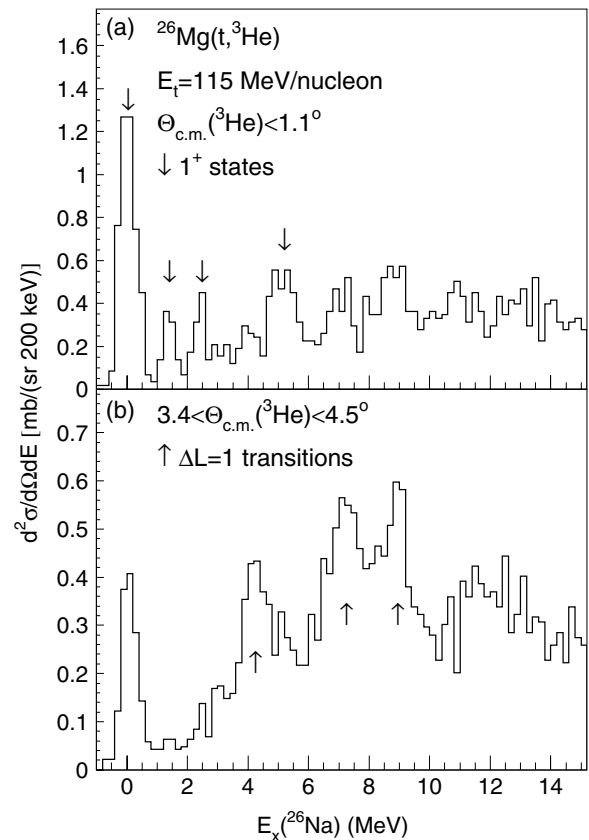 (a)
²⁶Mg(t,³He)
Eₜ=115 MeV/nucleon
Θc.m.(³He)<1.1°
↓ 1⁺ states
1.6
1.4
1.2
1
0.8
0.6
0.4
0.2
0
d²σ/dΩdE [mb/(sr 200 keV)]
(b)
3.4<Θc.m.(³He)<4.5°
↑ ΔL=1 transitions
0.7
0.6
0.5
0.4
0.3
0.2
0.1
0
0 2 4 6 8 10 12 14
Eₓ(²⁶Na) (MeV)